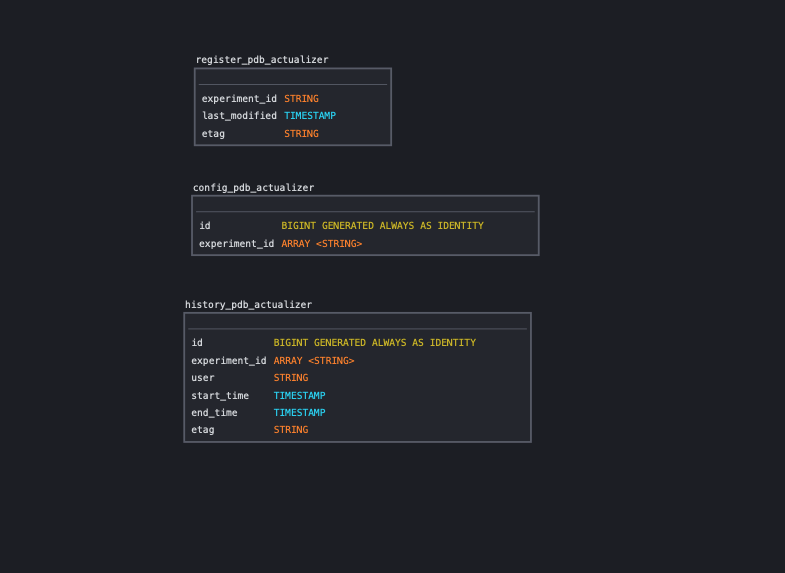 register_pdb_actualizer
experiment_id STRING
last_modified TIMESTAMP
etag STRING
config_pdb_actualizer
id BIGINT GENERATED ALWAYS AS IDENTITY
experiment_id ARRAY <STRING>
history_pdb_actualizer
id BIGINT GENERATED ALWAYS AS IDENTITY
experiment_id ARRAY <STRING>
user STRING
start_time TIMESTAMP
end_time TIMESTAMP
etag STRING